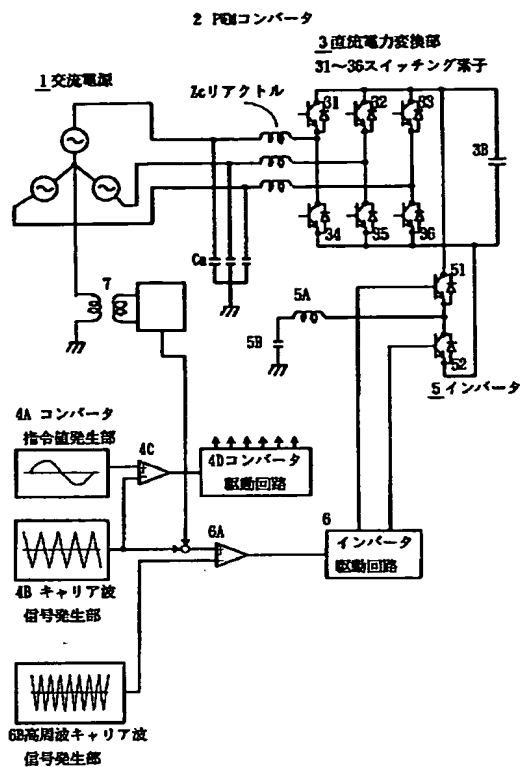 2 PWMコンバータ
3 直流電力変換部
31～36スイッチング素子
1 交流電源
Zcリアクトル
31
32
33
3B
34
35
36
Ca
7
51
5A
5B
52
5 インバータ
4A コンバータ
指令値発生部
4C
4Dコンバータ
駆動回路
6A
6
インバータ
駆動回路
4B キャリア波
信号発生部
6B高周波キャリア波
信号発生部